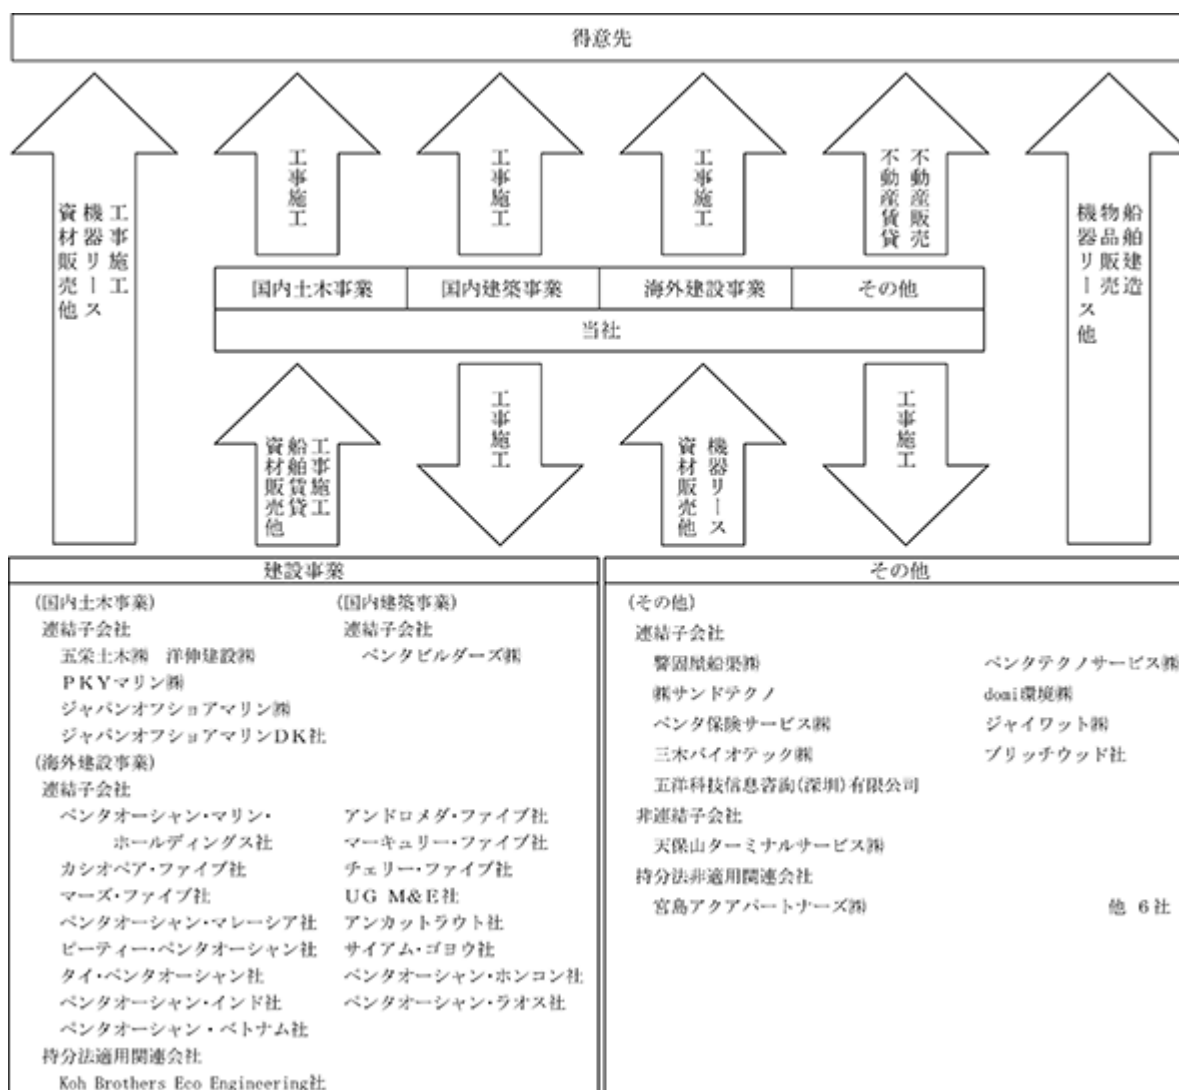 得意先
工事施工
機器リース
資材販売他
工事施工
工事施工
工事施工
不動産販売
不動産賃貸
船舶建造
物品販売
機器リース他
国内土木事業 国内建築事業 海外建設事業 その他
当社
工事施工
船舶賃貸
資材販売他
工事施工
機器リース
資材販売他
工事施工
建設事業
(国内土木事業) (国内建築事業)
連結子会社 連結子会社
五栄土木㈱ 洋伸建設㈱ ペンタビルダーズ㈱
PKYマリン㈱
ジャパンオフショアマリン㈱
ジャパンオフショアマリンDK社
(海外建設事業)
連結子会社
ペンタオーシャン・マリン・ アンドロメダ・ファイブ社
ホールディングス社 マーキュリー・ファイブ社
カシオペア・ファイブ社 チェリー・ファイブ社
マーズ・ファイブ社 UG M&E社
ペンタオーシャン・マレーシア社 アンカットラウト社
ピーティー・ペンタオーシャン社 サイアム・ゴヨウ社
タイ・ペンタオーシャン社 ペンタオーシャン・ホンコン社
ペンタオーシャン・インド社 ペンタオーシャン・ラオス社
ペンタオーシャン・ベトナム社
持分法適用関連会社
Koh Brothers Eco Engineering社
その他
(その他)
連結子会社
警固屋船渠㈱ ペンタテクノサービス㈱
㈱サンドテクノ domi環境㈱
ペンタ保険サービス㈱ ジャイワット㈱
三木バイオテック㈱ ブリッチウッド社
五洋科技信息咨詢(深圳)有限公司
非連結子会社
天保山ターミナルサービス㈱
持分法非適用関連会社
宮島アクアパートナーズ㈱ 他 6社